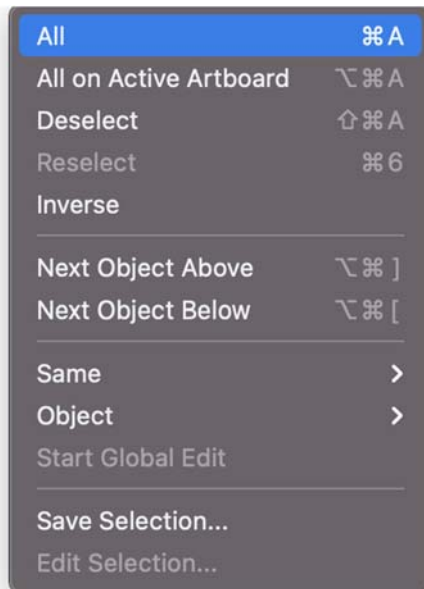 All ⌘A
All on Active Artboard ⌥⌘A
Deselect ⇧⌘A
Reselect ⌘6
Inverse
Next Object Above ⌥⌘]
Next Object Below ⌥⌘[
Same >
Object >
Start Global Edit
Save Selection...
Edit Selection...